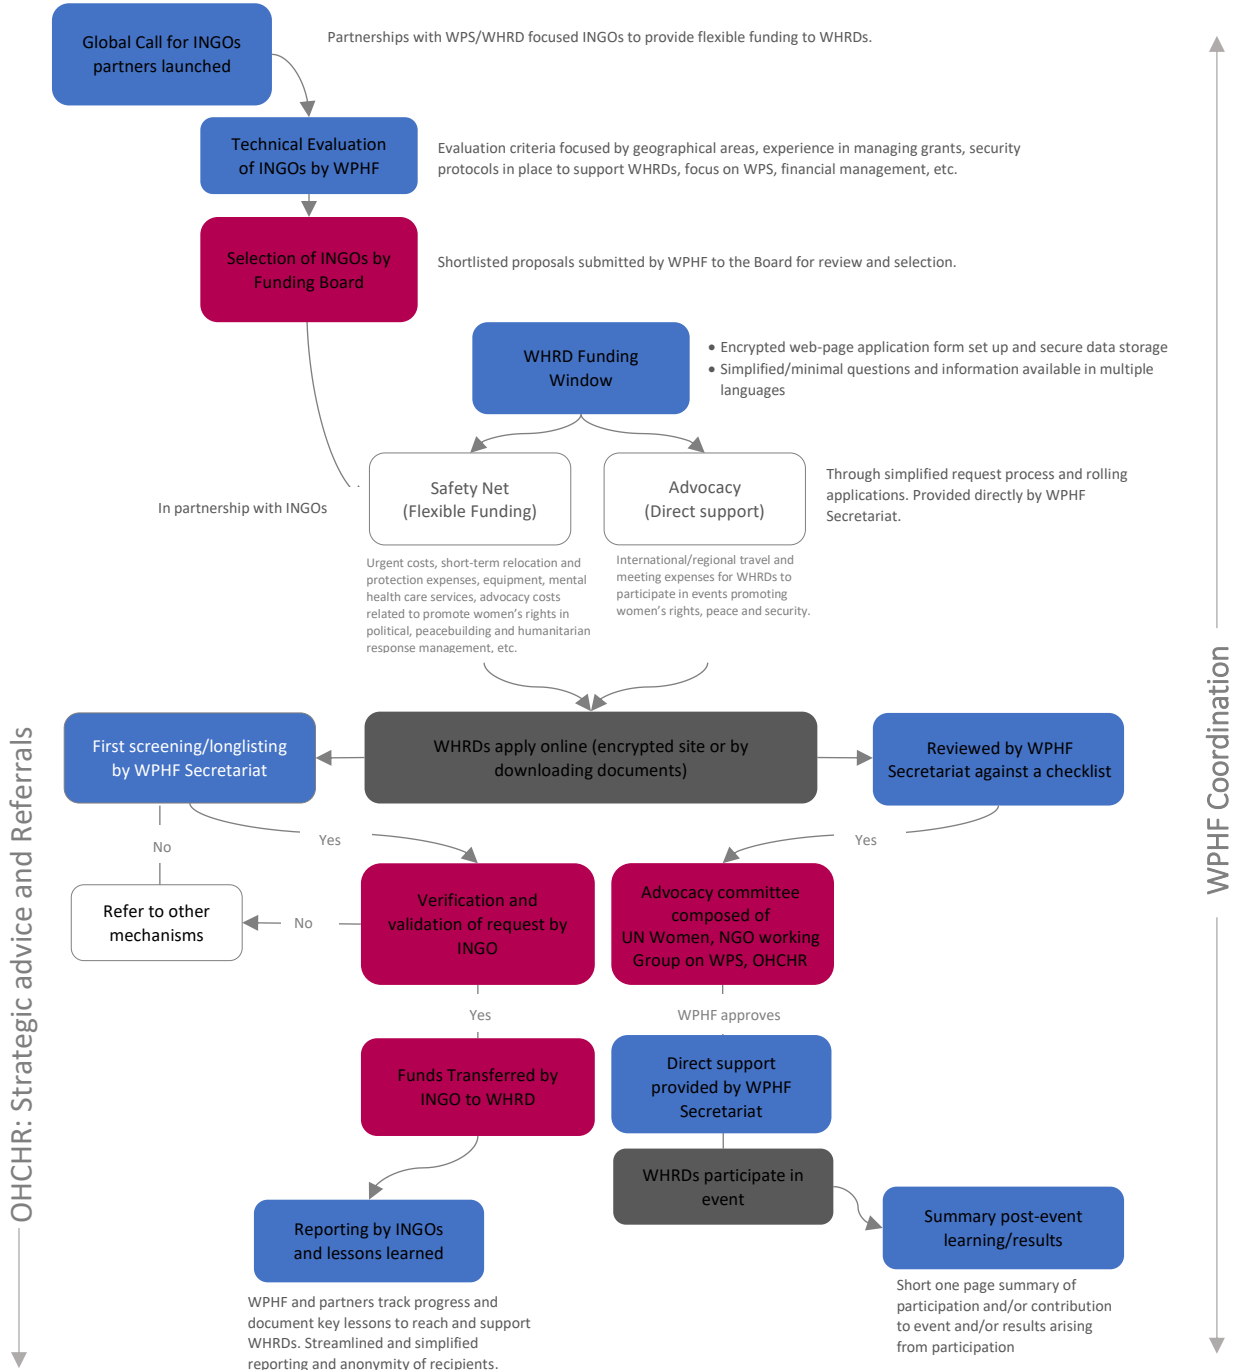 Global Call for INGOs
partners launched
Partnerships with WPS/WHRD focused INGOs to provide flexible funding to WHRDs.
Technical Evaluation
of INGOs by WPHF
Evaluation criteria focused by geographical areas, experience in managing grants, security
protocols in place to support WHRDs, focus on WPS, financial management, etc.
Selection of INGOs by
Funding Board
Shortlisted proposals submitted by WPHF to the Board for review and selection.
WHRD Funding
Window
• Encrypted web-page application form set up and secure data storage
• Simplified/minimal questions and information available in multiple
languages
In partnership with INGOs
Safety Net
(Flexible Funding)
Advocacy
(Direct support)
Through simplified request process and rolling
applications. Provided directly by WPHF
Secretariat.
Urgent costs, short-term relocation and
protection expenses, equipment, mental
health care services, advocacy costs
related to promote women's rights in
political, peacebuilding and humanitarian
response management, etc.
International/regional travel and
meeting expenses for WHRDs to
participate in events promoting
women's rights, peace and security.
First screening/longlisting
by WPHF Secretariat
WHRDs apply online (encrypted site or by
downloading documents)
Reviewed by WPHF
Secretariat against a checklist
No
Yes
Yes
Refer to other
mechanisms
No
Verification and
validation of request by
INGO
Advocacy committee
composed of
UN Women, NGO working
Group on WPS, OHCHR
Yes
WPHF approves
Funds Transferred by
INGO to WHRD
Direct support
provided by WPHF
Secretariat
WHRDs participate in
event
Reporting by INGOs
and lessons learned
Summary post-event
learning/results
WPHF and partners track progress and
document key lessons to reach and support
WHRDs. Streamlined and simplified
reporting and anonymity of recipients.
Short one page summary of
participation and/or contribution
to event and/or results arising
from participation
OHCHR: Strategic advice and Referrals
WPHF Coordination